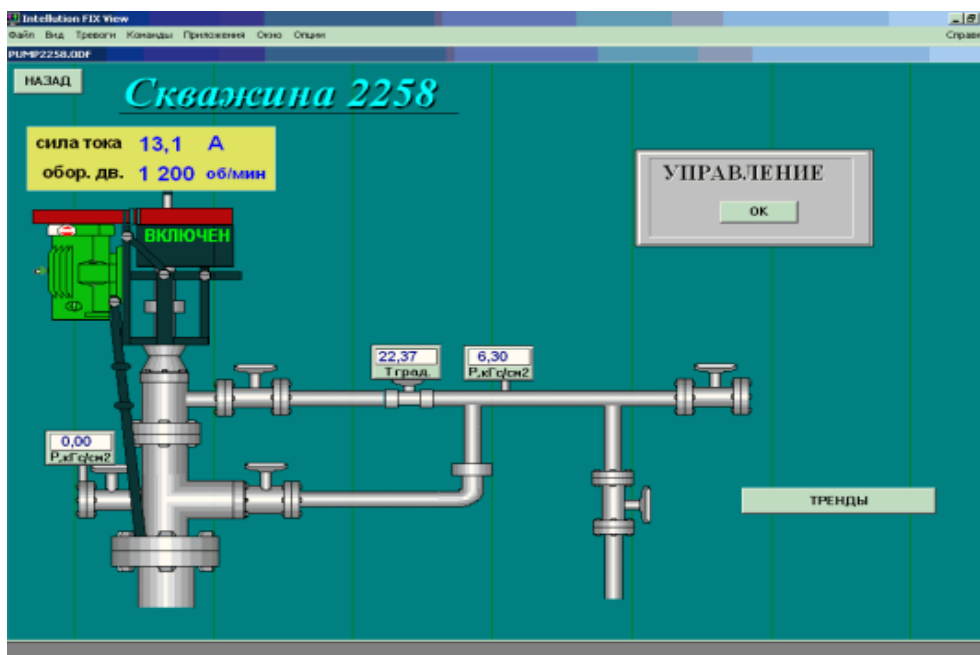 Intellution FIX View
Файл Вид Тревоги Команды Приложения Окно Опции Справк
PUMP2258.ODF
НАЗАД
Скважина 2258
сила тока 13,1 А
обор. дв. 1 200 об/мин
УПРАВЛЕНИЕ
ОК
ВКЛЮЧЕН
22,37
Т град.
6,30
Р,кГс/см2
0,00
Р,кГс/см2
ТРЕНДЫ